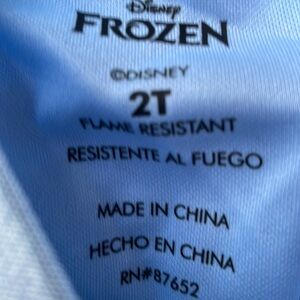 Disney
FROZEN
©DISNEY
2T
FLAME RESISTANT
RESISTENTE AL FUEGO
MADE IN CHINA
HECHO EN CHINA
RN#87652